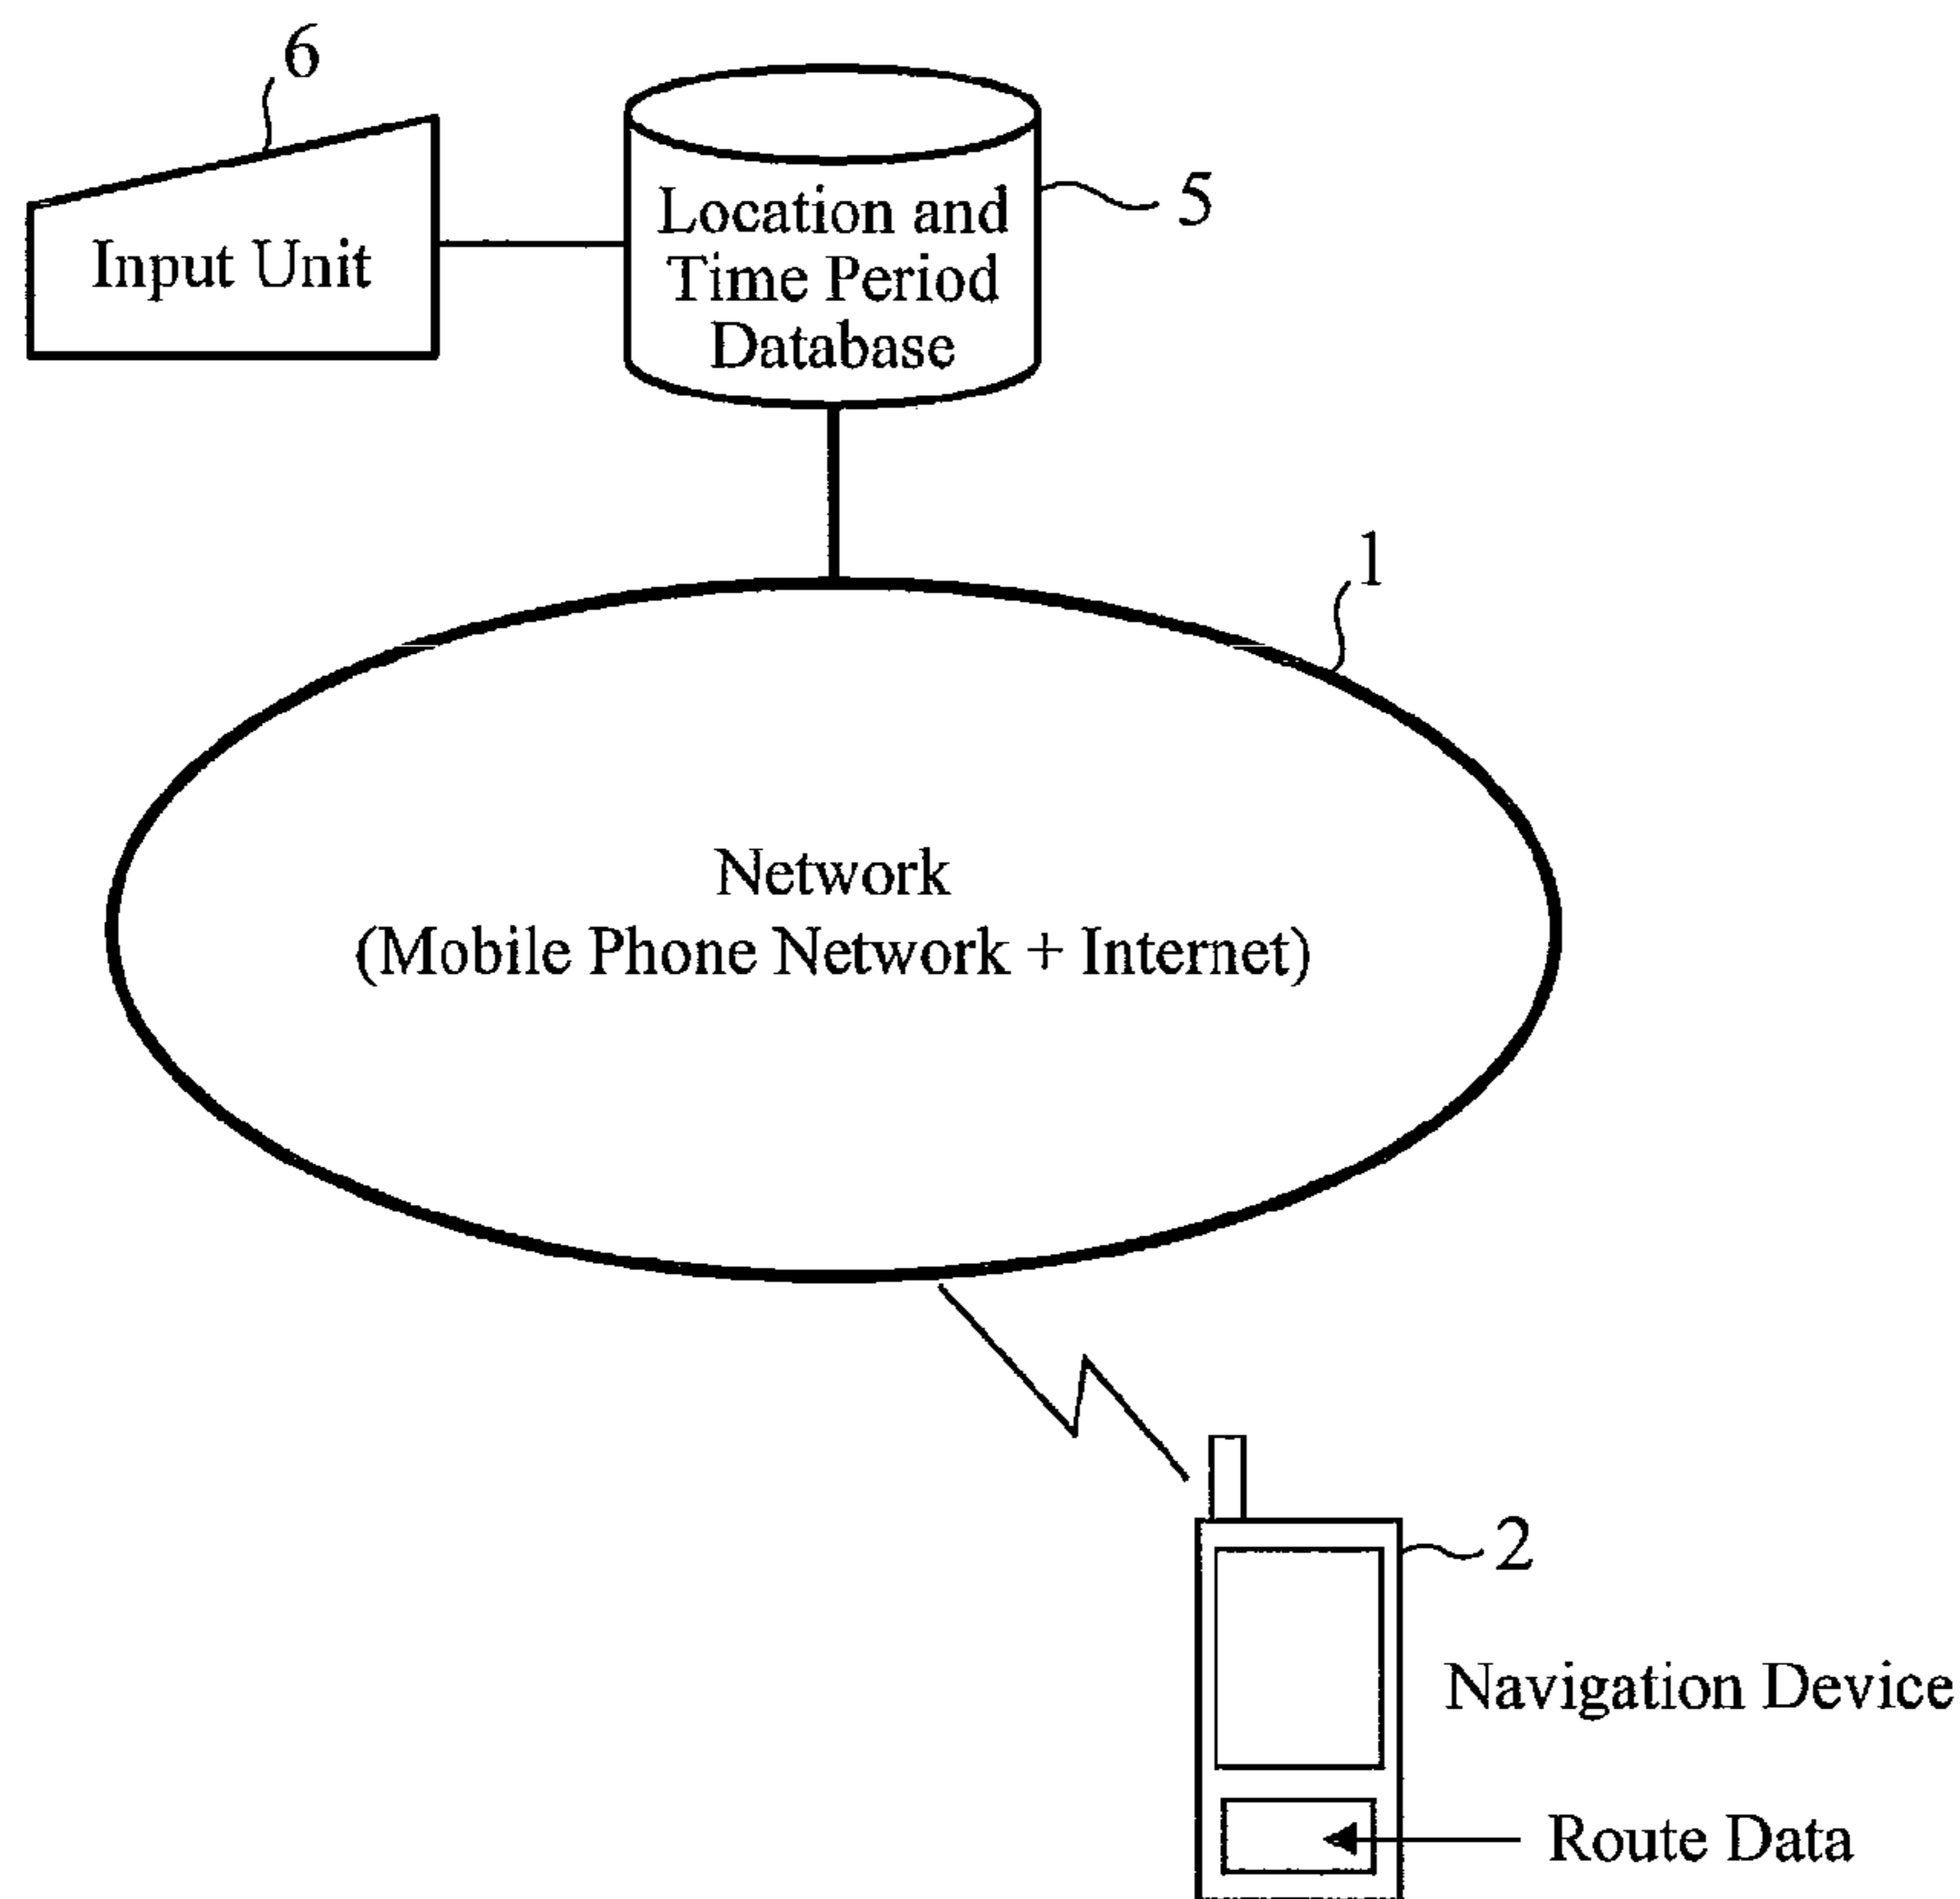 6
Input Unit
Location and
Time Period
Database
5
1
Network
(Mobile Phone Network + Internet)
2
Navigation Device
Route Data